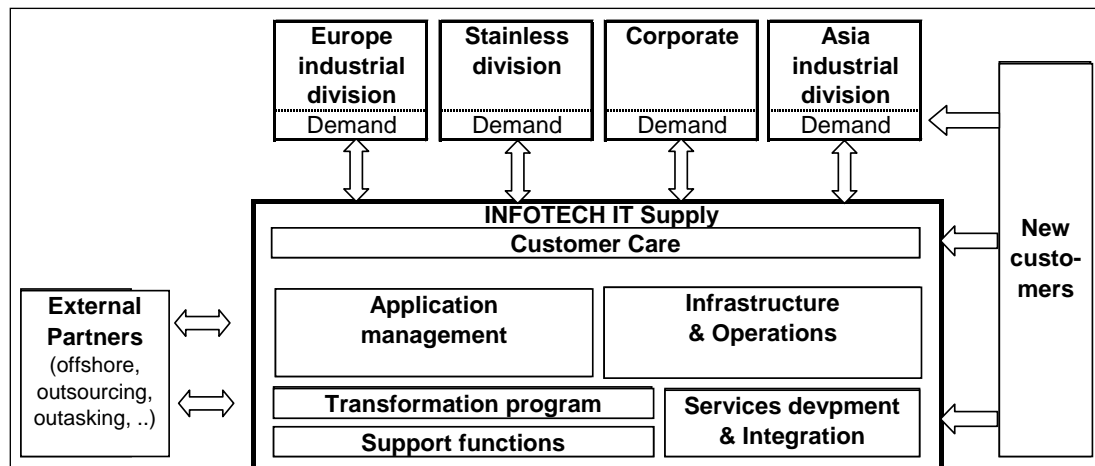 Europe
industrial
division
Demand
Stainless
division
Demand
Corporate
Demand
Asia
industrial
division
Demand
INFOTECH IT Supply
Customer Care
Application
management
Infrastructure
& Operations
Transformation program
Support functions
Services devpment
& Integration
External
Partners
(offshore,
outsourcing,
outasking, ..)
New
custo-
mers